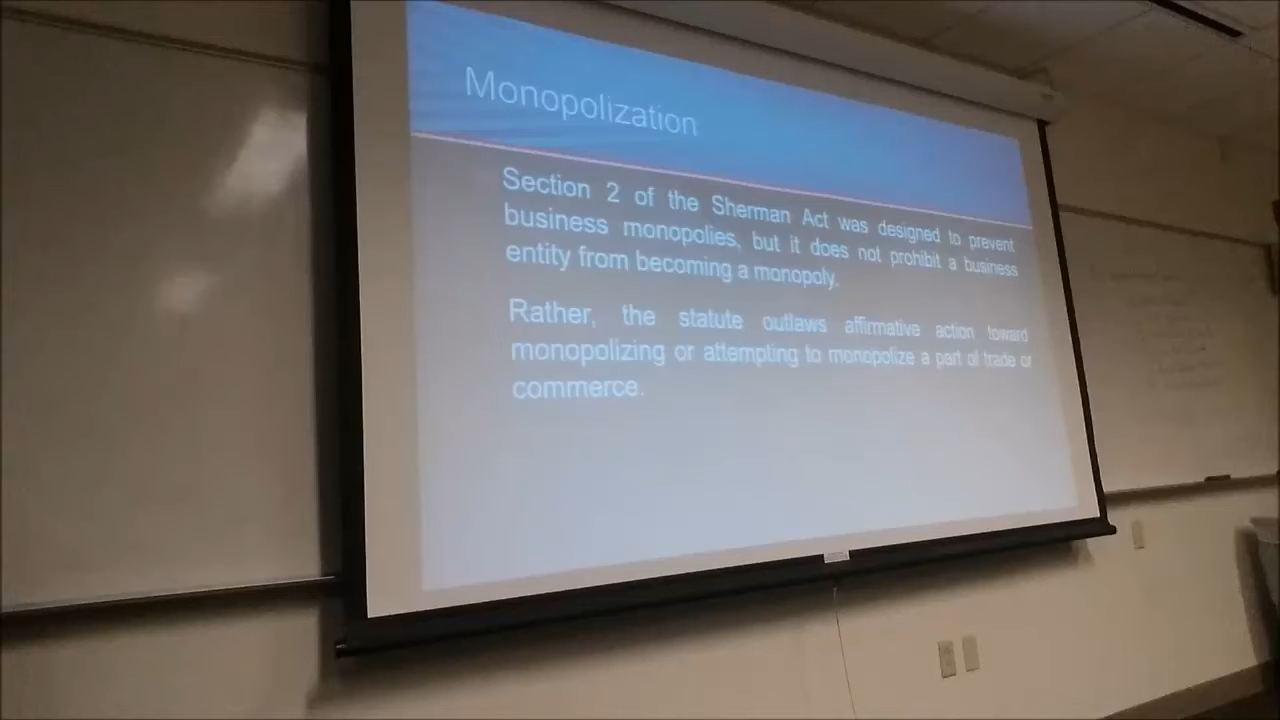 Monopolization
Section 2 of the Sherman Act was designed to prevent
business monopolies, but it does not prohibit a business
entity from becoming a monopoly.
Rather, the statute outlaws affirmative action toward
monopolizing or attempting to monopolize a part of trade or
commerce.